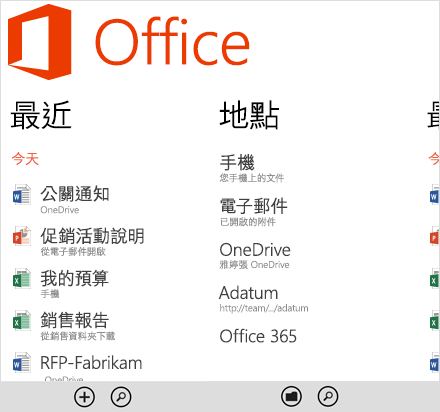 Office
最近
今天
公關通知
OneDrive
促銷活動說明
從電子郵件開啟
我的預算
手機
銷售報告
從銷售資料夾下載
RFP-Fabrikam
OneDrive
地點
手機
您手機上的文件
電子郵件
已開啟的附件
OneDrive
雅婷張 OneDrive
Adatum
http://team/.../adatum
Office 365